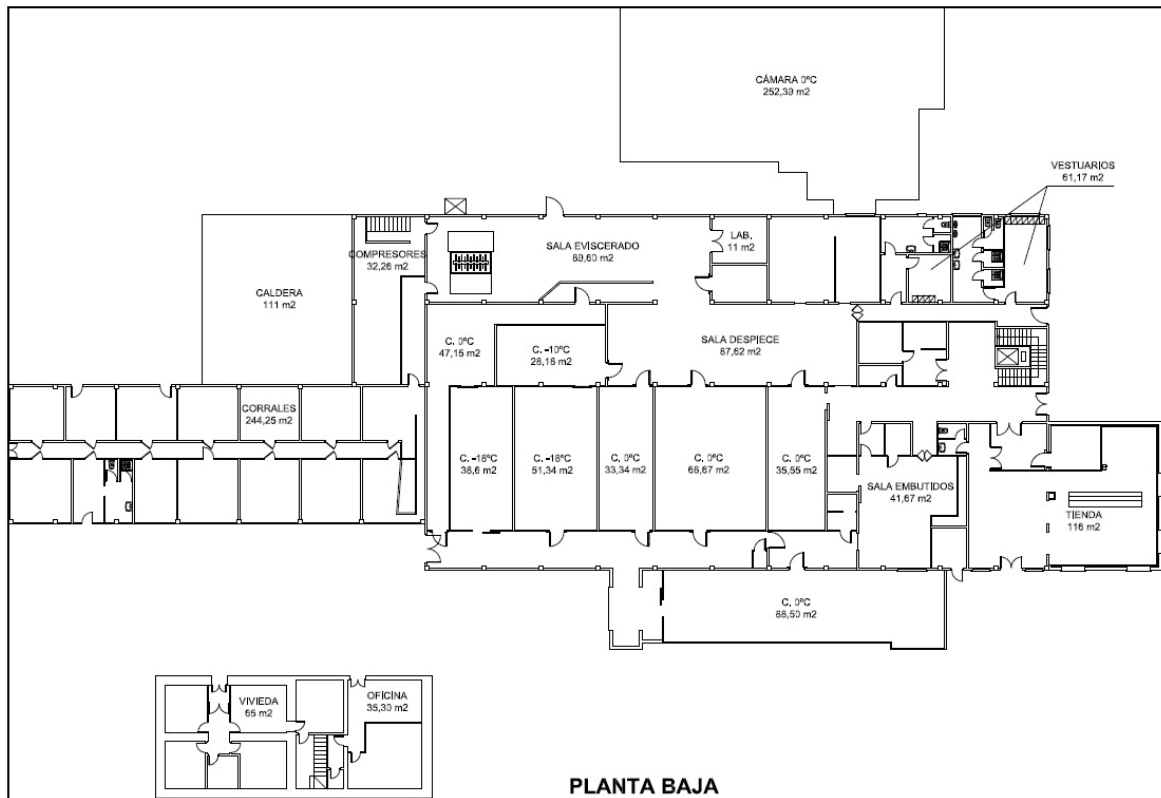 CÁMARA 0ºC
252,39 m2
VESTUARIOS
61,17 m2
SALA EVISCERADO
89,60 m2
LAB.
11 m2
COMPRESORES
32,26 m2
CALDERA
111 m2
C. 0ºC
47,15 m2
C. -10ºC
28,18 m2
SALA DESPIECE
87,62 m2
CORRALES
244,25 m2
C. -18ºC
38,6 m2
C. -18ºC
51,34 m2
C. 0ºC
33,34 m2
C. 0ºC
66,67 m2
C. 0ºC
35,55 m2
SALA EMBUTIDOS
41,67 m2
TIENDA
116 m2
C. 0ºC
88,50 m2
VIVIEDA
65 m2
OFICINA
35,30 m2
PLANTA BAJA